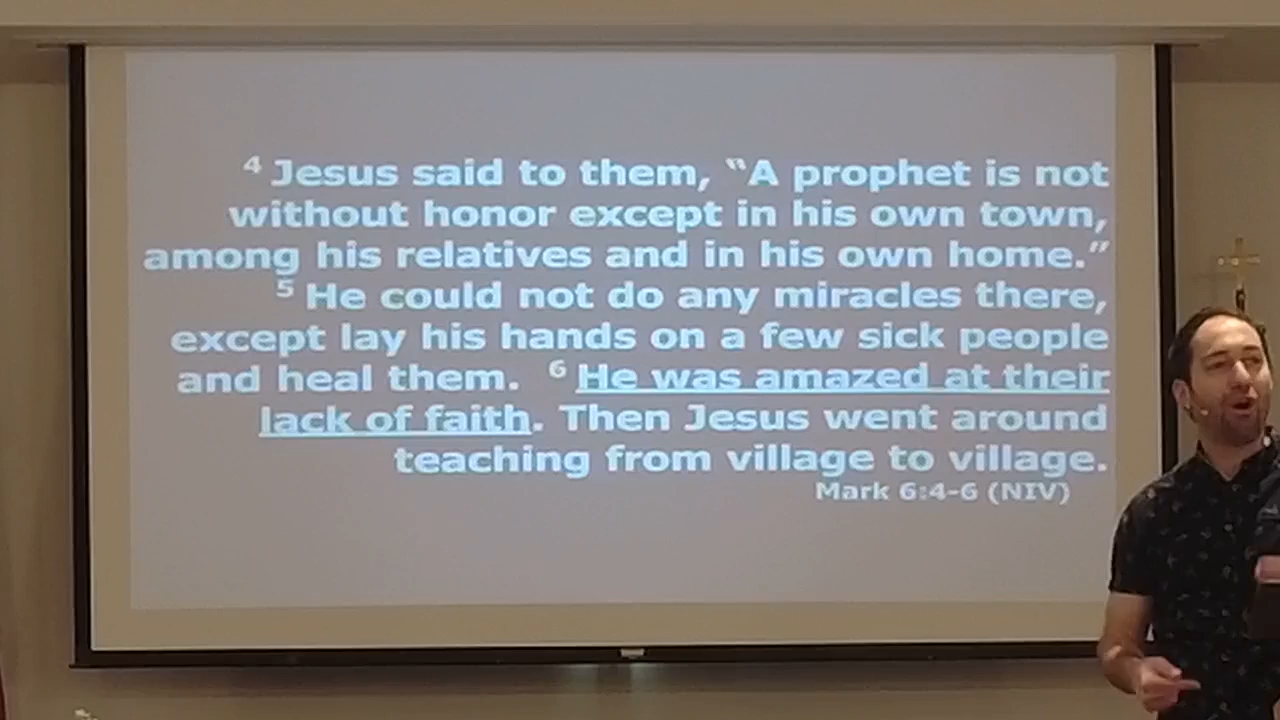 4 Jesus said to them, “A prophet is not
without honor except in his own town,
among his relatives and in his own home.”
5 He could not do any miracles there,
except lay his hands on a few sick people
and heal them. 6 He was amazed at their
lack of faith. Then Jesus went around
teaching from village to village.
Mark 6:4-6 (NIV)